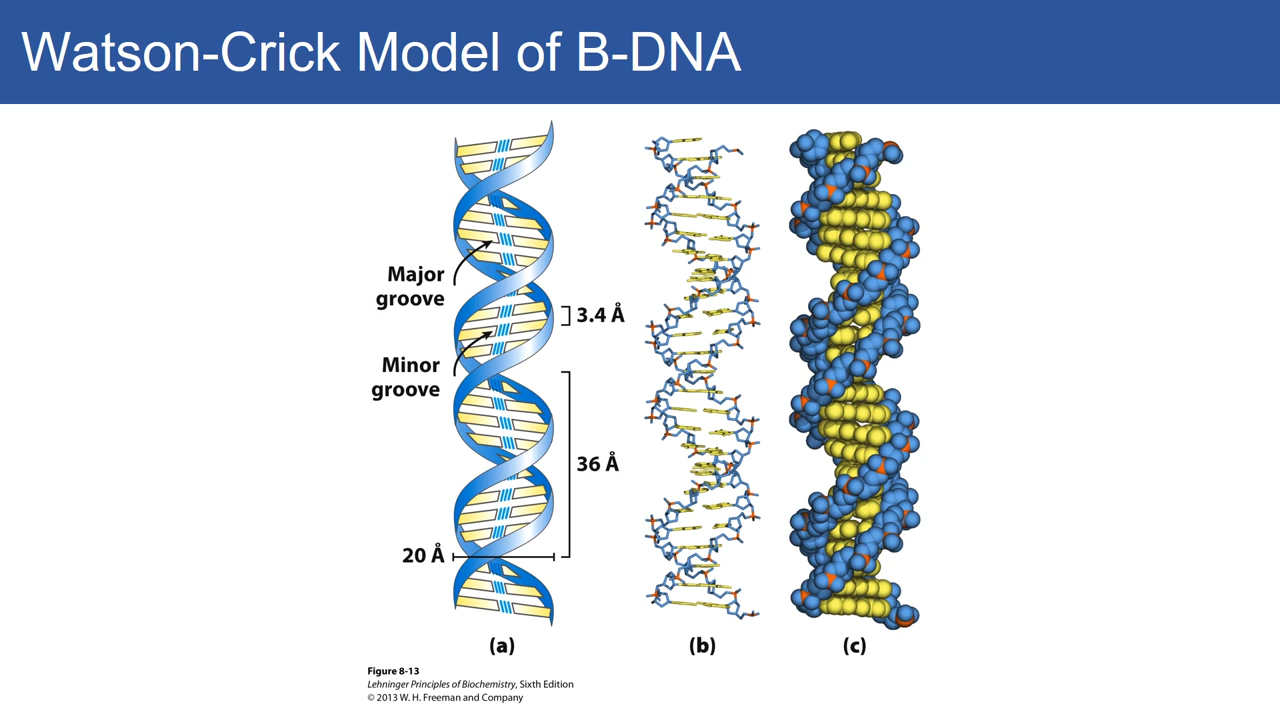 Watson-Crick Model of B-DNA
Major
groove
3.4 Å
Minor
groove
36 Å
20 Å
(a)
(b)
(c)
Figure 8-13
Lehninger Principles of Biochemistry, Sixth Edition
© 2013 W. H. Freeman and Company